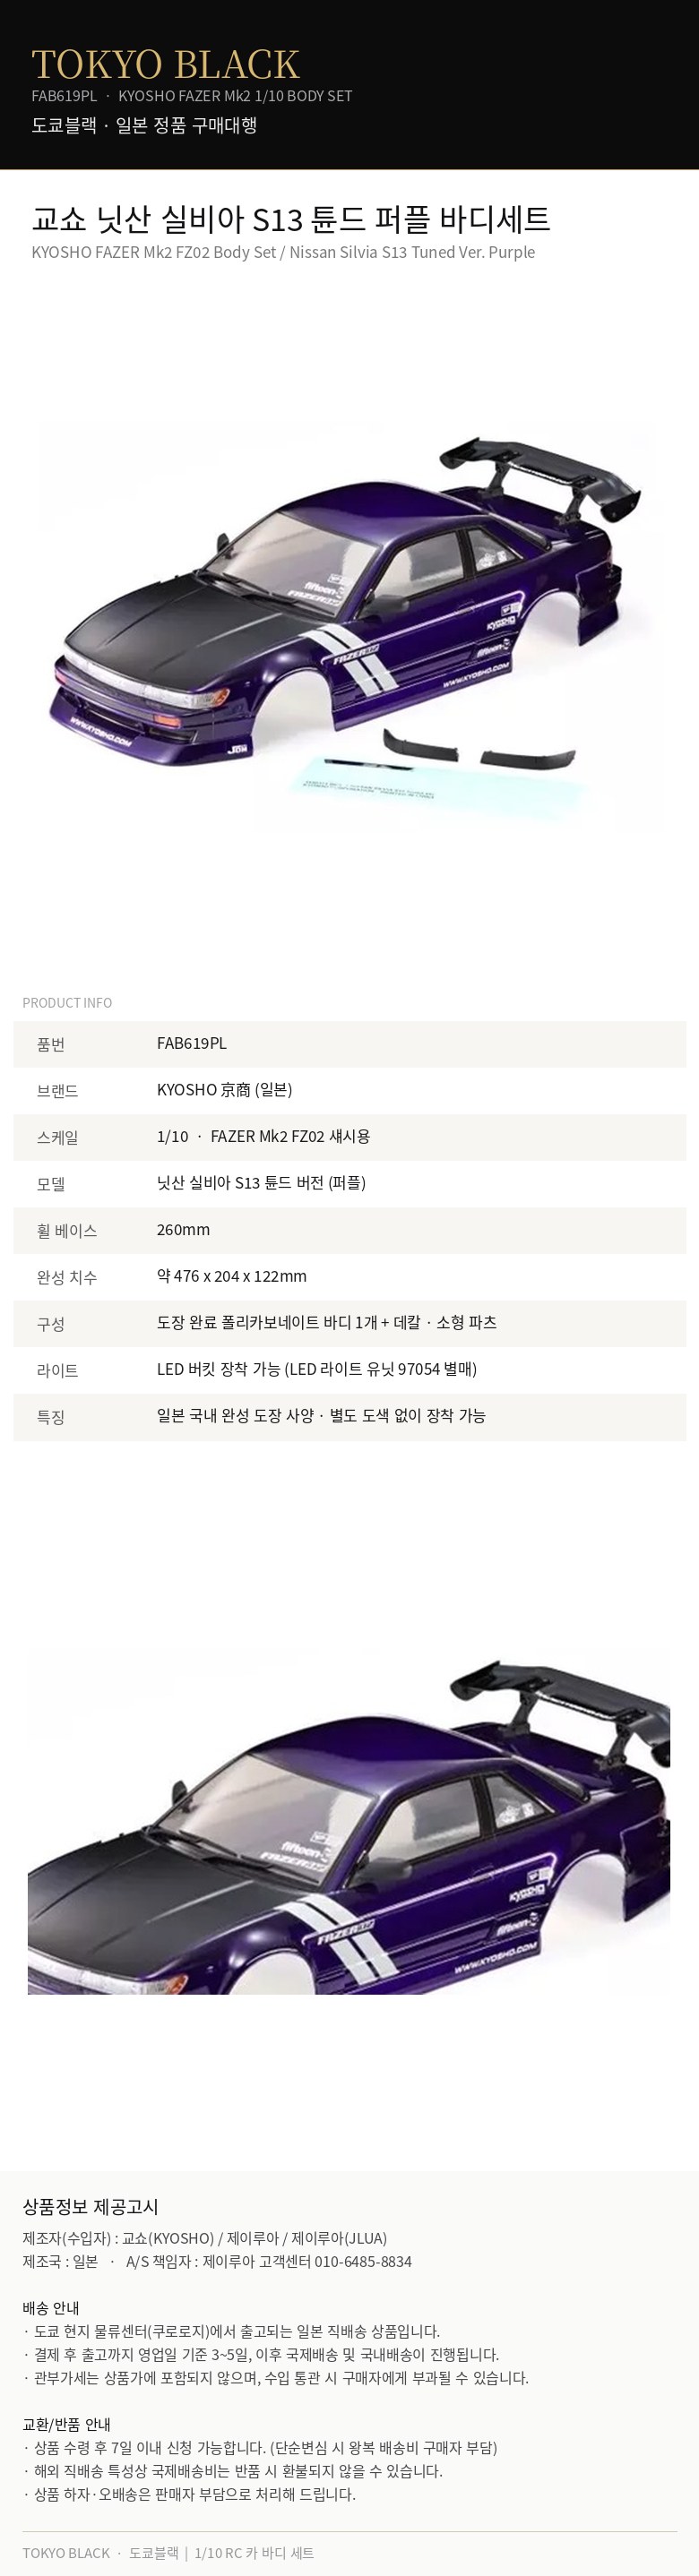 TOKYO BLACK
FAB619PL · KYOSHO FAZER Mk2 1/10 BODY SET
도쿄블랙 · 일본 정품 구매대행
교쇼 닛산 실비아 S13 튠드 퍼플 바디세트
KYOSHO FAZER Mk2 FZ02 Body Set / Nissan Silvia S13 Tuned Ver. Purple
fifteen
FAZER
FAZER
KYOSHO
fifteen
WWW.KYOSHO.COM
WWW.KYOSHO.COM
PRODUCT INFO
품번 FAB619PL
브랜드 KYOSHO 京商 (일본)
스케일 1/10 · FAZER Mk2 FZ02 섀시용
모델 닛산 실비아 S13 튠드 버전 (퍼플)
휠 베이스 260mm
완성 치수 약 476 x 204 x 122mm
구성 도장 완료 폴리카보네이트 바디 1개 + 데칼 · 소형 파츠
라이트 LED 버킷 장착 가능 (LED 라이트 유닛 97054 별매)
특징 일본 국내 완성 도장 사양 · 별도 도색 없이 장착 가능
fifteen
FAZER
FAZER
KYOSHO
fifteen
WWW.KYOSHO.COM
상품정보 제공고시
제조자(수입자) : 교쇼(KYOSHO) / 제이루아 / 제이루아(JLUA)
제조국 : 일본 · A/S 책임자 : 제이루아 고객센터 010-6485-8834
배송 안내
· 도쿄 현지 물류센터(쿠로로지)에서 출고되는 일본 직배송 상품입니다.
· 결제 후 출고까지 영업일 기준 3~5일, 이후 국제배송 및 국내배송이 진행됩니다.
· 관부가세는 상품가에 포함되지 않으며, 수입 통관 시 구매자에게 부과될 수 있습니다.
교환/반품 안내
· 상품 수령 후 7일 이내 신청 가능합니다. (단순변심 시 왕복 배송비 구매자 부담)
· 해외 직배송 특성상 국제배송비는 반품 시 환불되지 않을 수 있습니다.
· 상품 하자·오배송은 판매자 부담으로 처리해 드립니다.
TOKYO BLACK · 도쿄블랙 | 1/10 RC 카 바디 세트